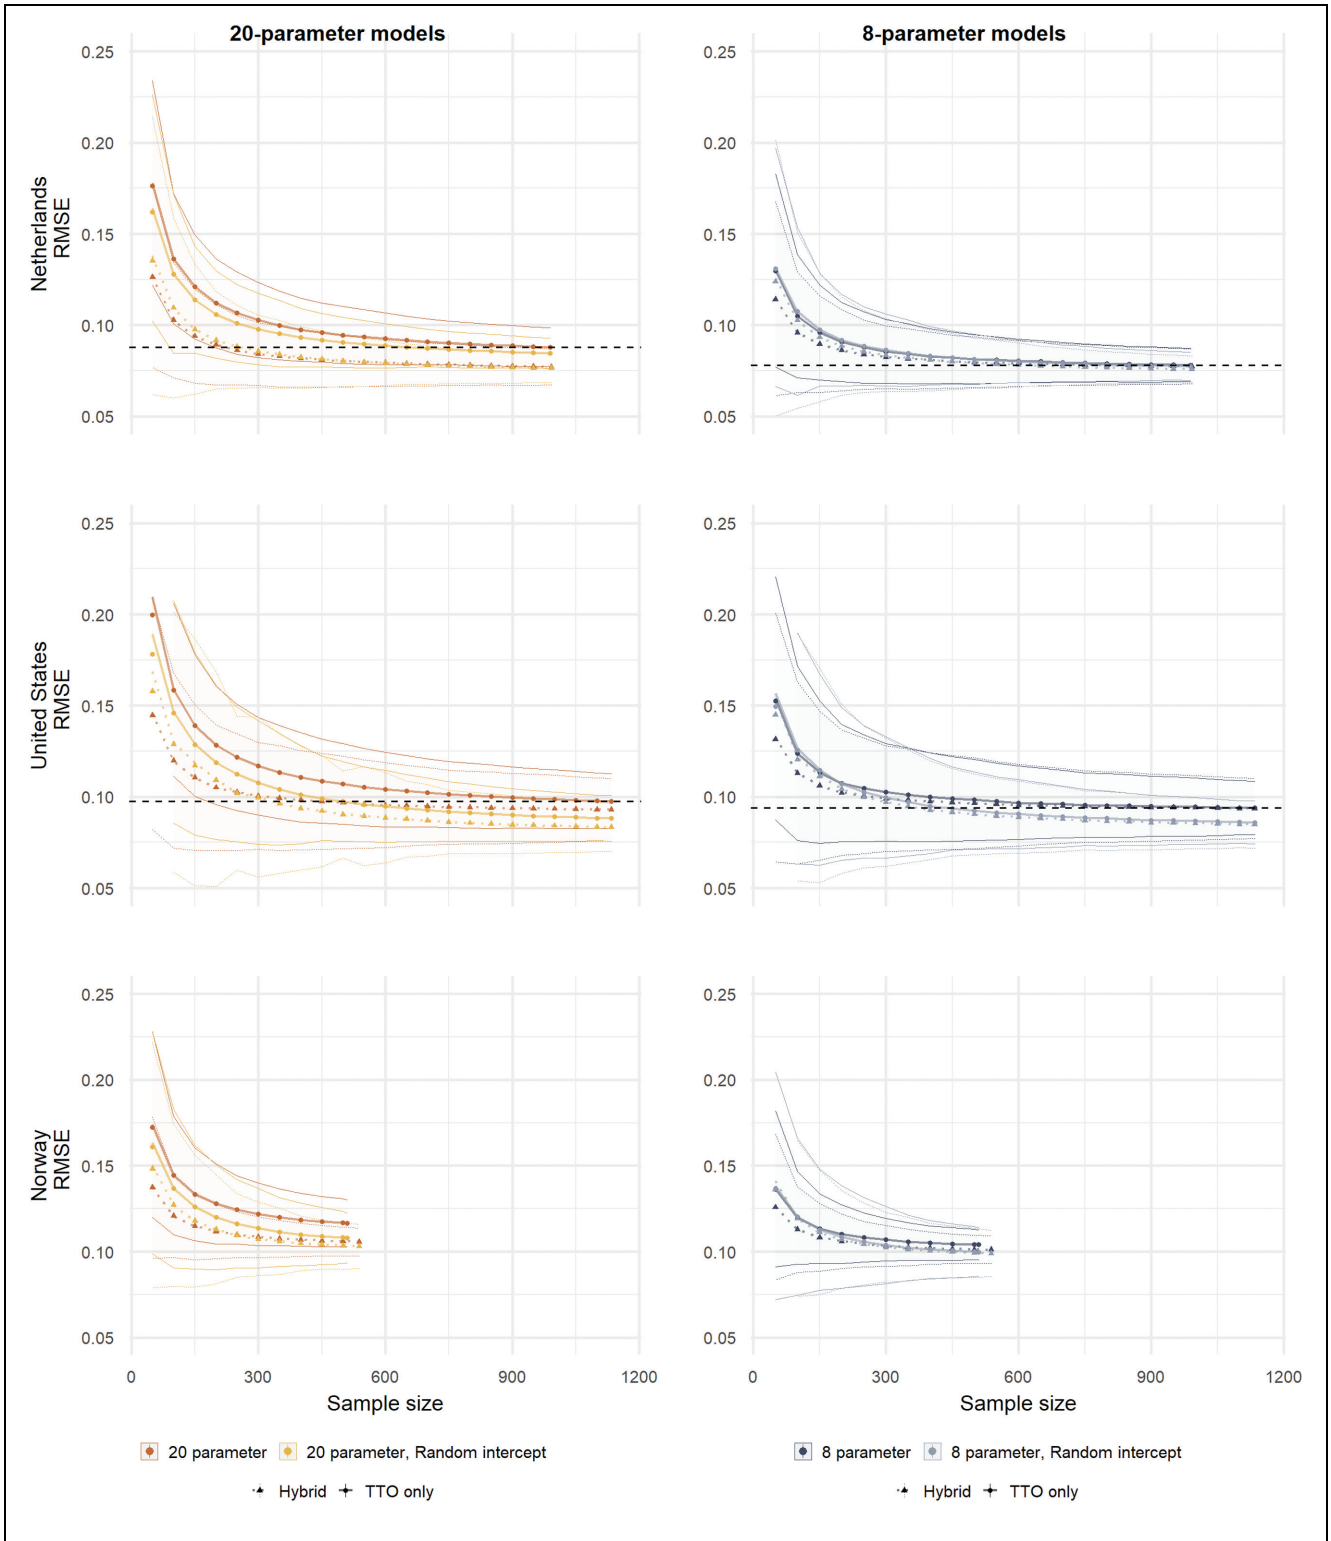 20-parameter models
8-parameter models
Netherlands
RMSE
0.25
0.20
0.15
0.10
0.05
0.25
0.20
0.15
0.10
0.05
United States
RMSE
0.25
0.20
0.15
0.10
0.05
0.25
0.20
0.15
0.10
0.05
Norway
RMSE
0.25
0.20
0.15
0.10
0.05
0.25
0.20
0.15
0.10
0.05
0 300 600 900 1200
0 300 600 900 1200
Sample size
Sample size
20 parameter 20 parameter, Random intercept
8 parameter 8 parameter, Random intercept
Hybrid TTO only
Hybrid TTO only